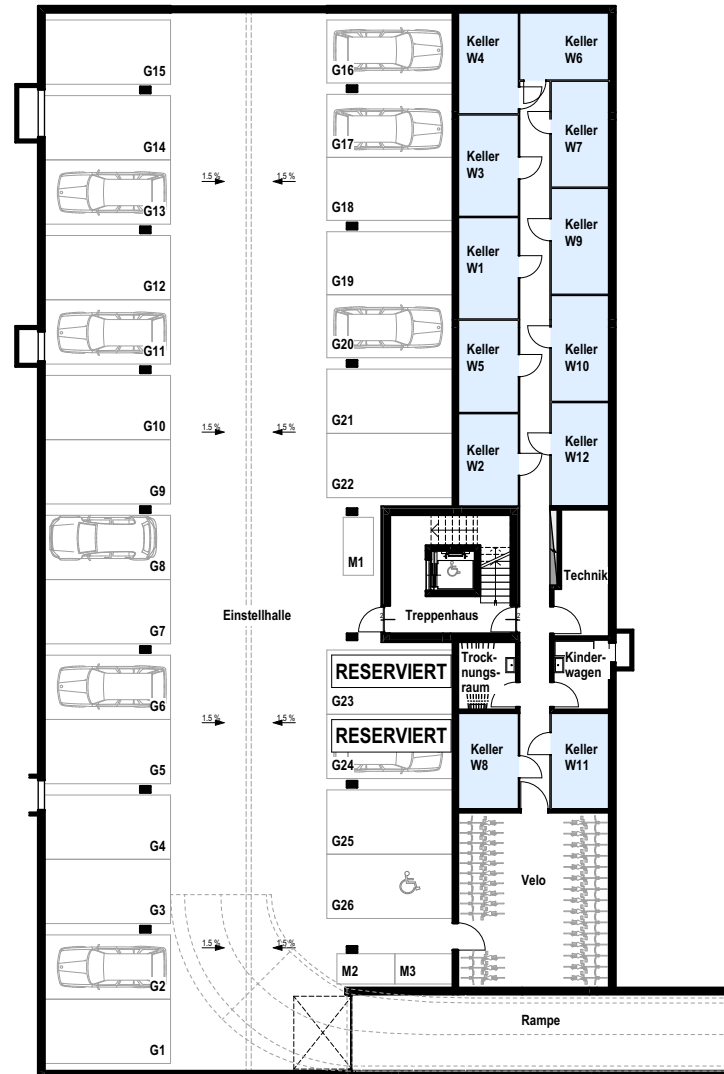 G15
G16
Keller
W4
Keller
W6
G14
G17
Keller
W3
Keller
W7
1.5 %
1.5 %
G13
G18
G12
G19
Keller
W1
Keller
W9
G11
G20
Keller
W5
Keller
W10
G10
G21
1.5 %
1.5 %
Keller
W2
Keller
W12
G9
G22
G8
M1
Technik
G7
Einstellhalle
Treppenhaus
G6
RESERVIERT
G23
Trock-
nungs-
raum
Kinder-
wagen
1.5 %
1.5 %
RESERVIERT
G24
Keller
W8
Keller
W11
G5
G4
G25
Velo
G3
G26
1.5 %
1.5 %
G2
M2
M3
Rampe
G1